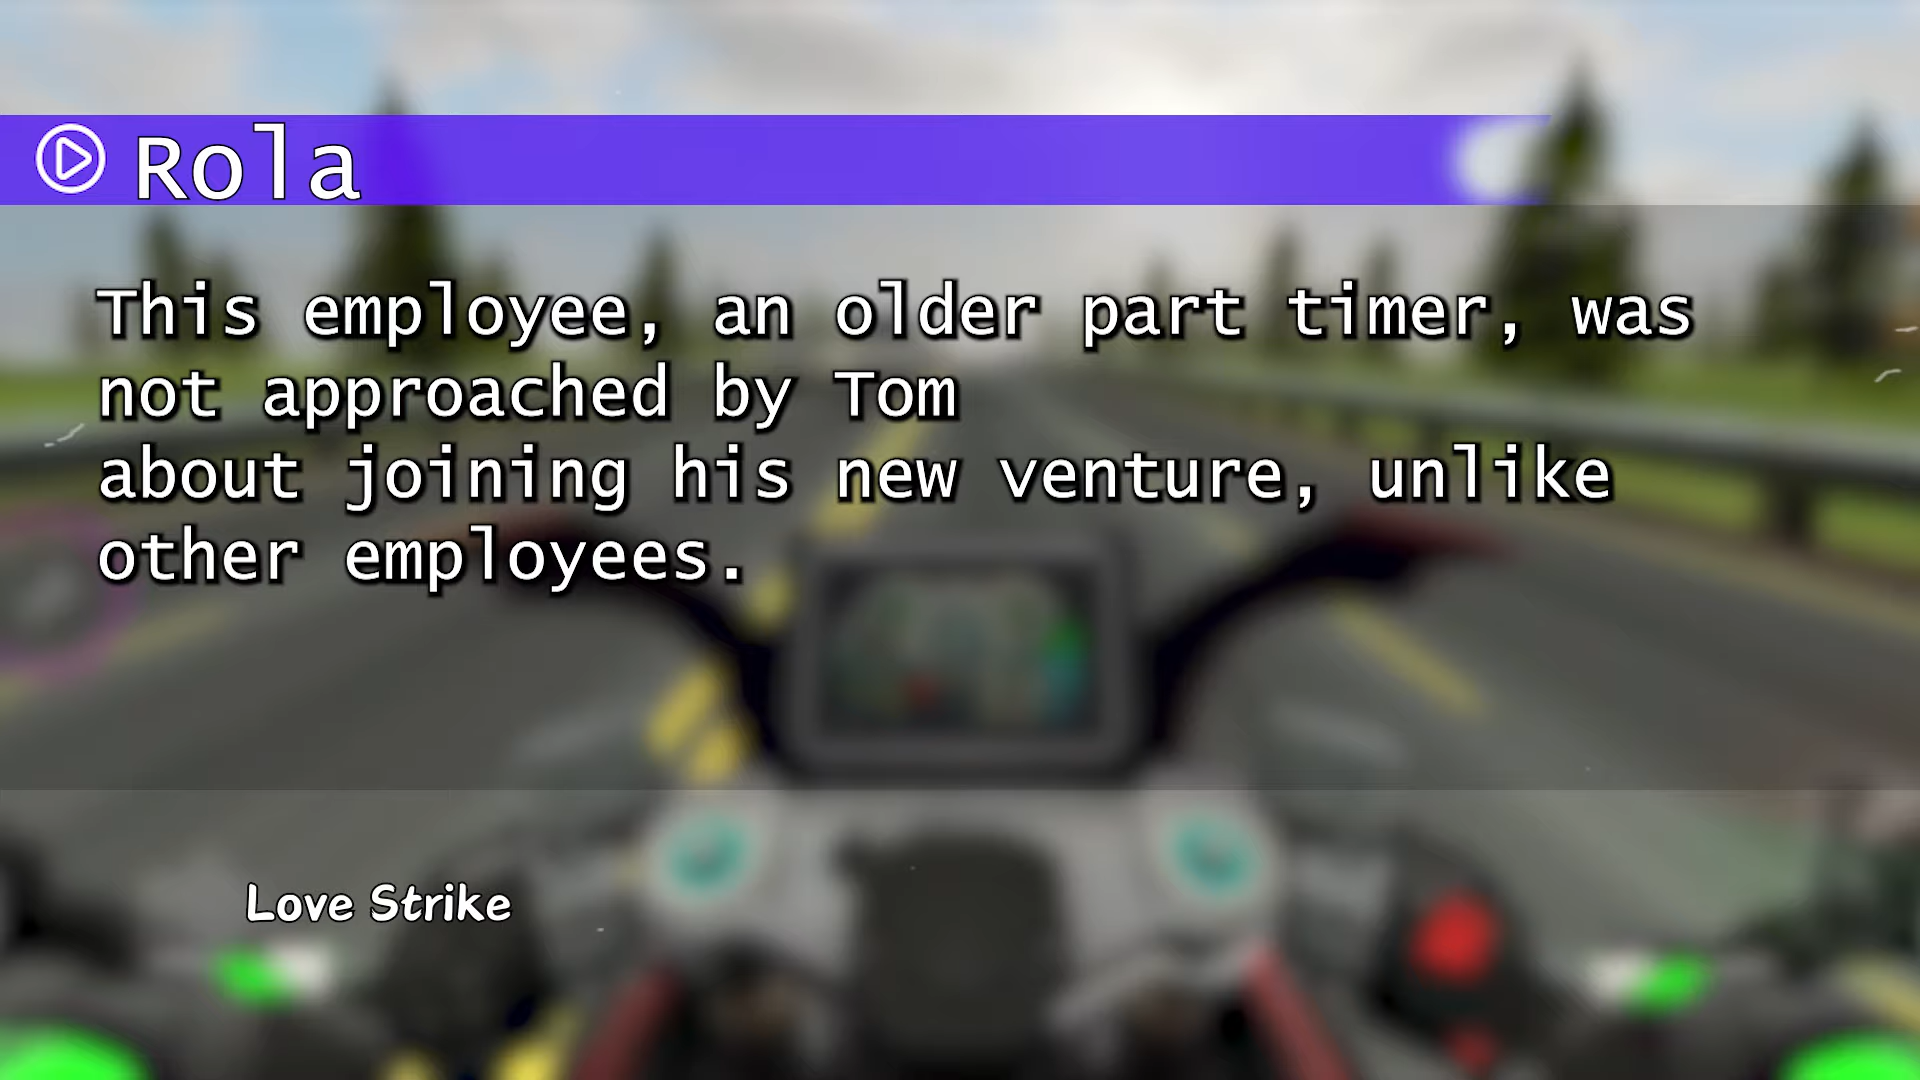 Rola
This employee, an older part timer, was
not approached by Tom
about joining his new venture, unlike
other employees.
Love Strike